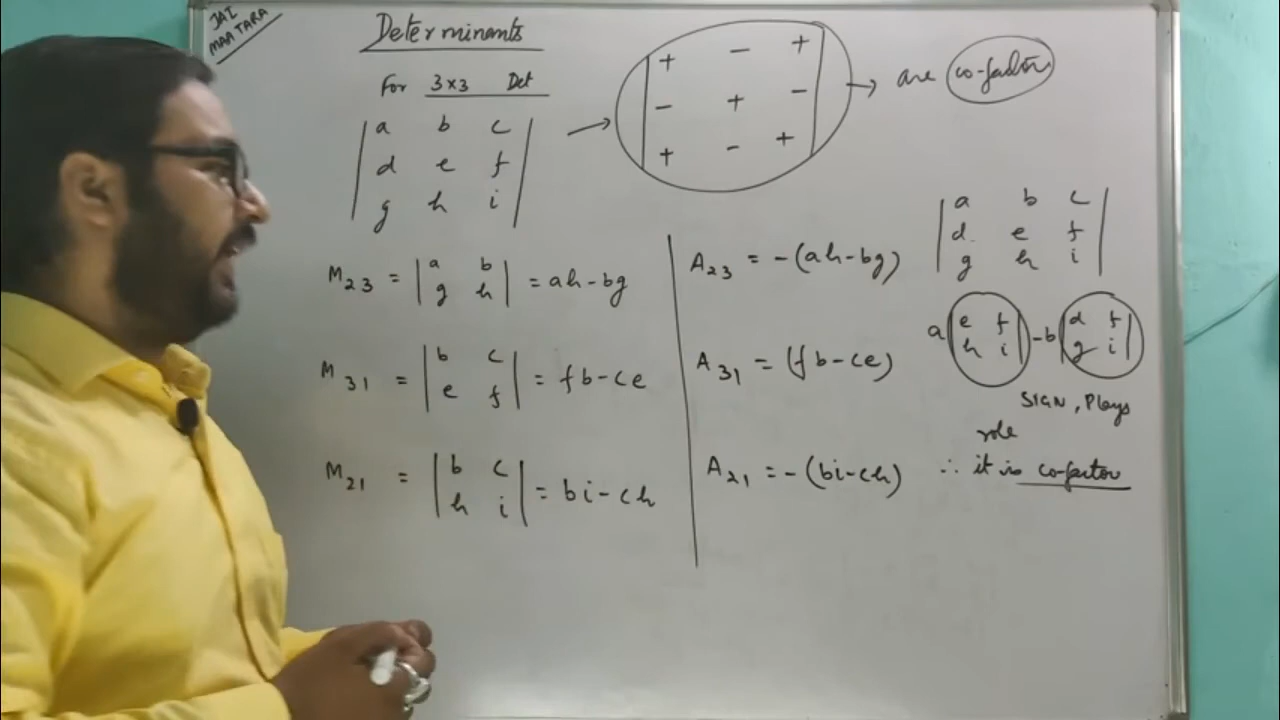 JAI
MAA TARA
Determinants
For 3×3 Det
a b c
d e f
g h i
+ - +
- + -
+ - +
→ are co-factors
M23 = | a b | = ah-bg
g h
M31 = | b c | = fb-ce
e f
M21 = | b c | = bi-ch
h i
A23 = -(ah-bg)
A31 = (fb-ce)
A21 = -(bi-ch)
a b c
d e f
g h i
a | e f | -b | d f |
h i g i
SIGN, Plays
role
∴ it is co-factor